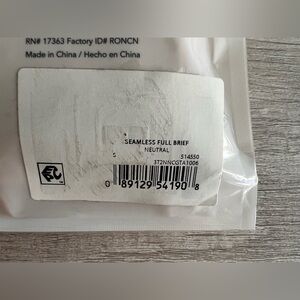 RN# 17363 Factory ID# RONCN
Made in China / Hecho en China
SEAMLESS FULL BRIEF
NEUTRAL
S 514550
3T2NNCGTA1006
0 89129 54190 8